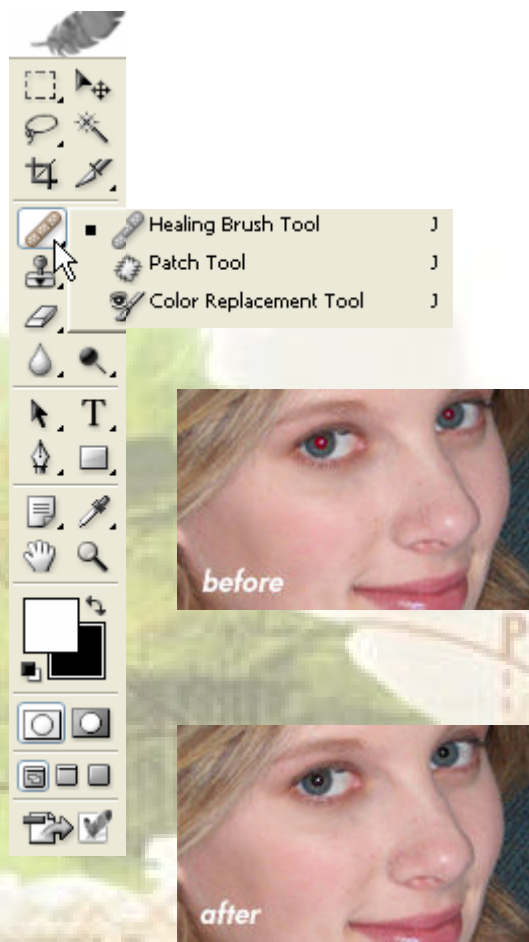 Healing Brush Tool J
Patch Tool J
Color Replacement Tool J
T
before
P
after